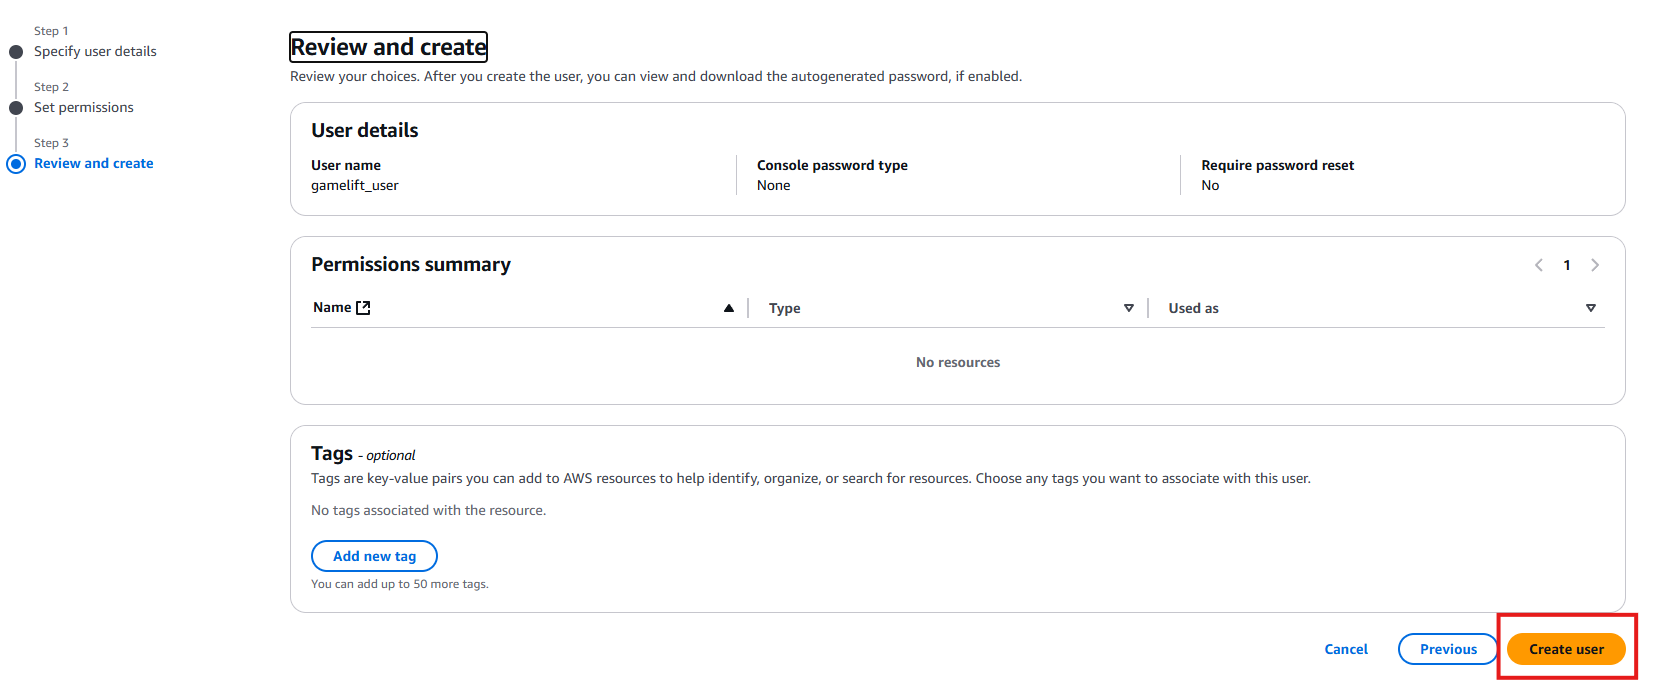 Step 1
Specify user details
Step 2
Set permissions
Step 3
Review and create
Review and create
Review your choices. After you create the user, you can view and download the autogenerated password, if enabled.
User details
User name
gamelift_user
Console password type
None
Require password reset
No
Permissions summary
1
Name
Type
Used as
No resources
Tags - optional
Tags are key-value pairs you can add to AWS resources to help identify, organize, or search for resources. Choose any tags you want to associate with this user.
No tags associated with the resource.
Add new tag
You can add up to 50 more tags.
Cancel
Previous
Create user